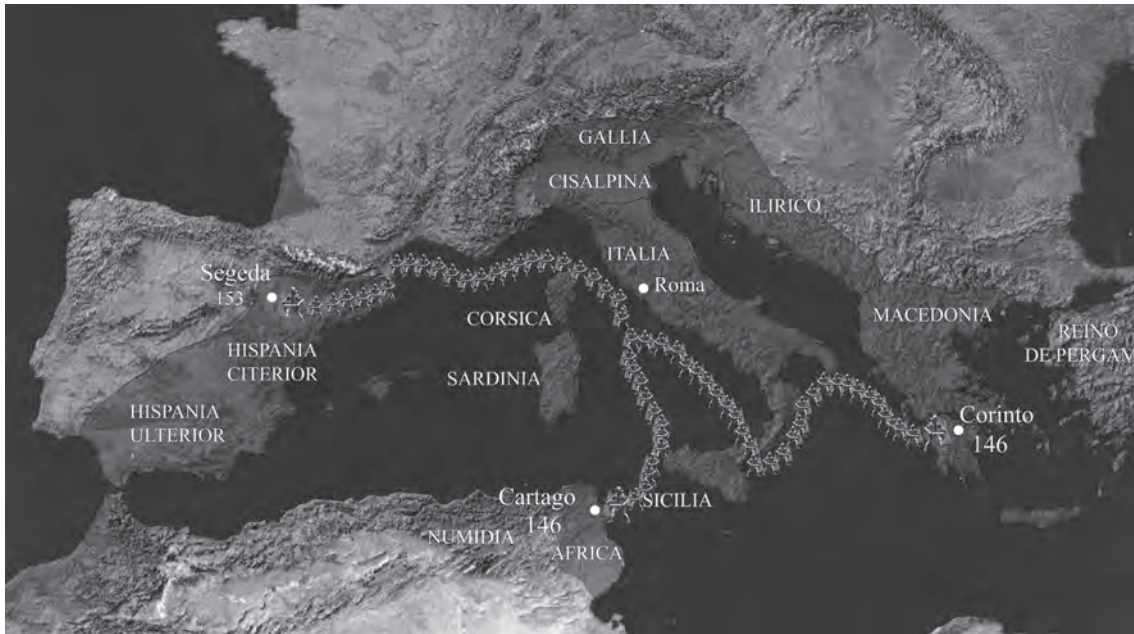 GALLIA
CISALPINA
ILIRICO
ITALIA
Roma
Segeda
153
CORSICA
MACEDONIA
REINO
DE PERGAM
HISPANIA
CITERIOR
SARDINIA
HISPANIA
ULTERIOR
Corinto
146
Cartago
146
SICILIA
NUMIDIA
AFRICA